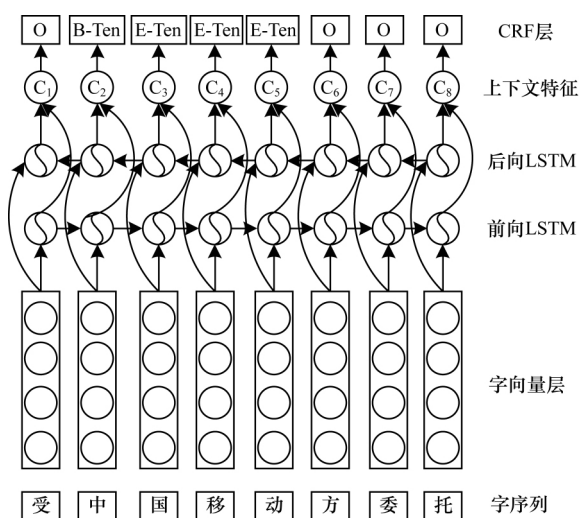 O B-Ten E-Ten E-Ten E-Ten O O O CRF层
C1 C2 C3 C4 C5 C6 C7 C8 上下文特征
后向LSTM
前向LSTM
字向量层
受 中 国 移 动 方 委 托 字序列